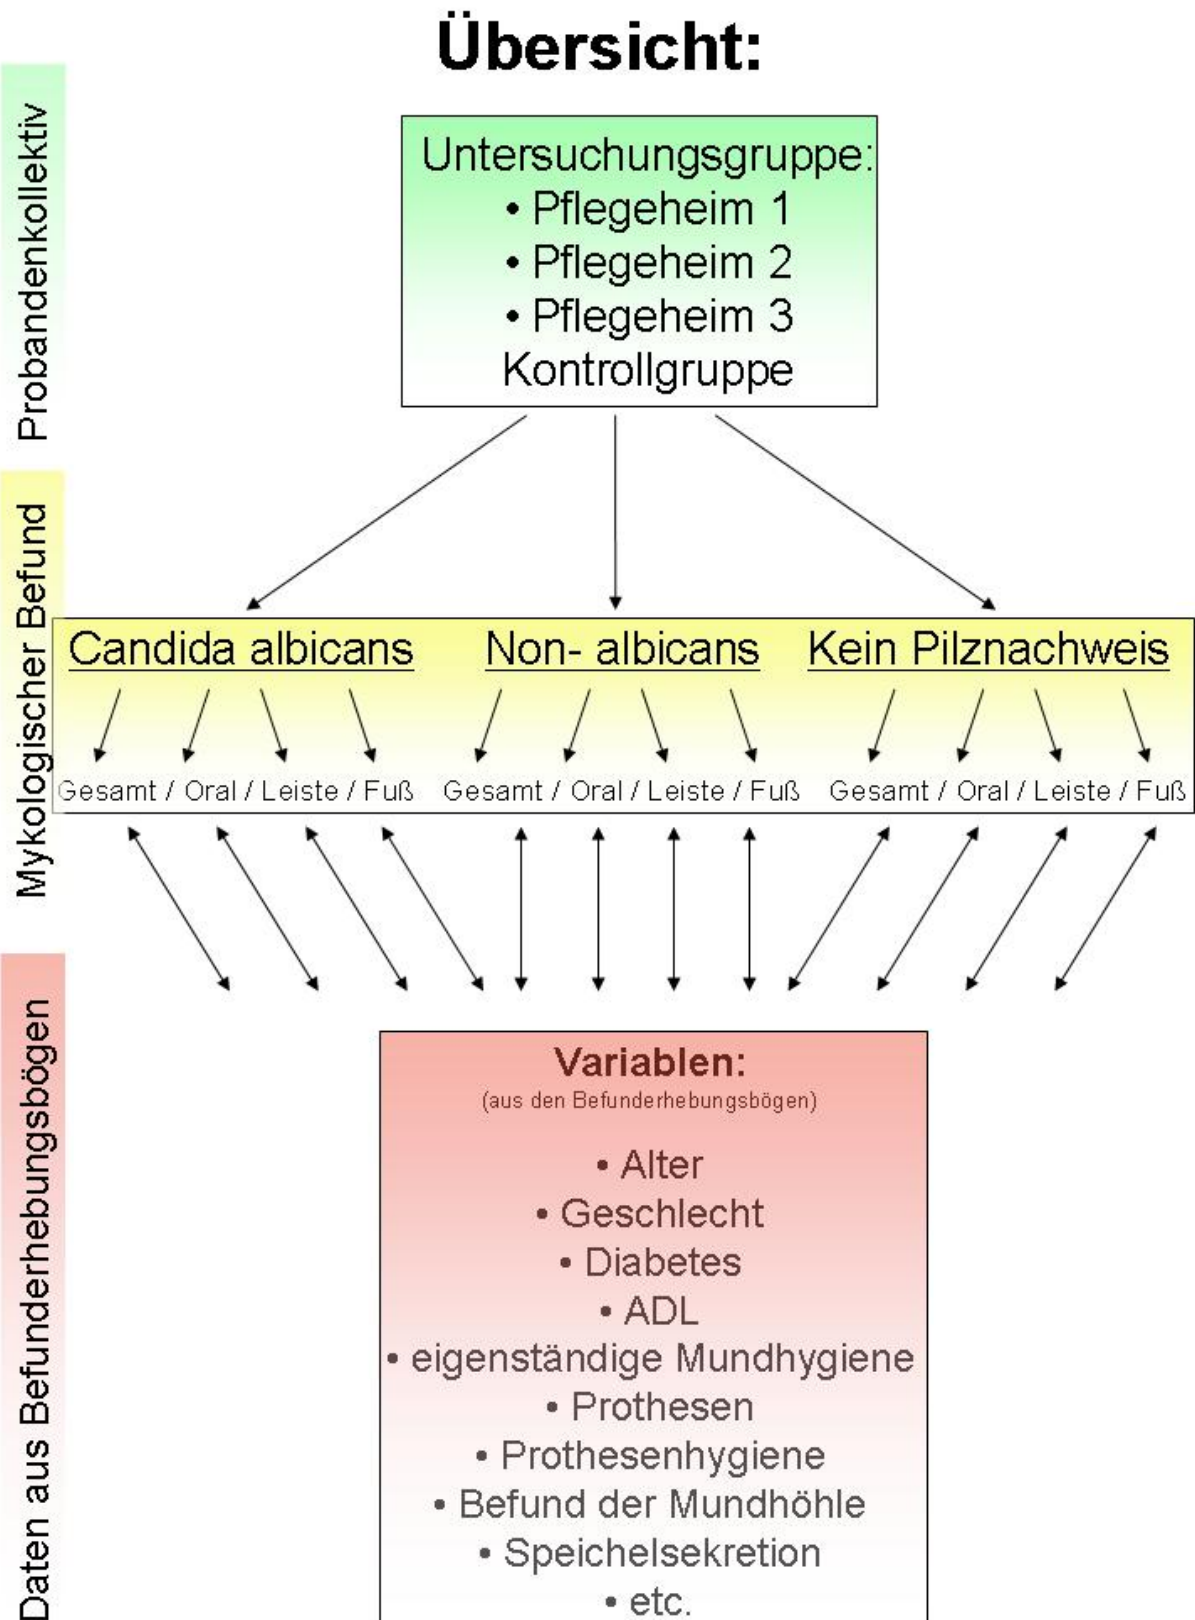 Übersicht:
Probandenkollektiv
Untersuchungsgruppe:
• Pflegeheim 1
• Pflegeheim 2
• Pflegeheim 3
Kontrollgruppe
Mykologischer Befund
Candida albicans Non- albicans Kein Pilznachweis
Gesamt / Oral / Leiste / Fuß Gesamt / Oral / Leiste / Fuß Gesamt / Oral / Leiste / Fuß
Daten aus Befunderhebungsbögen
Variablen:
(aus den Befunderhebungsbögen)
• Alter
• Geschlecht
• Diabetes
• ADL
• eigenständige Mundhygiene
• Prothesen
• Prothesenhygiene
• Befund der Mundhöhle
• Speichelsekretion
• etc.